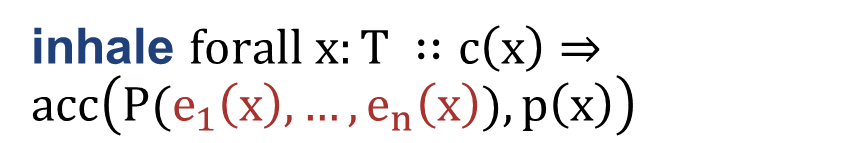 inhale forall x: T :: c(x) ⇒
acc(P(e₁(x), … , eₙ(x)), p(x))